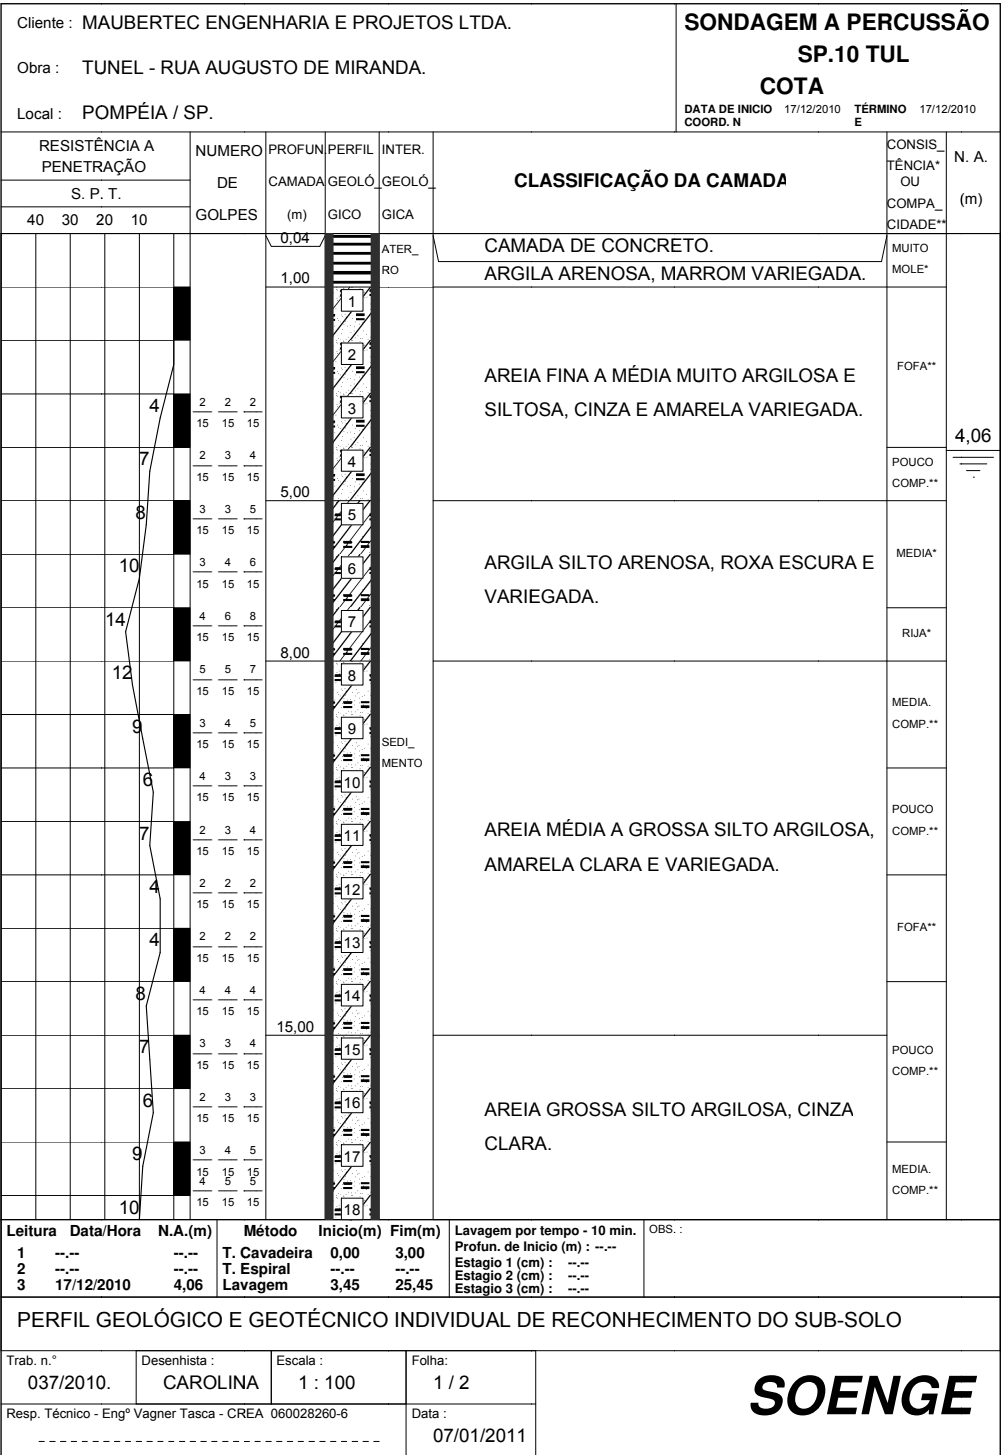 Cliente : MAUBERTEC ENGENHARIA E PROJETOS LTDA.
Obra : TUNEL - RUA AUGUSTO DE MIRANDA.
Local : POMPÉIA / SP.
SONDAGEM A PERCUSSÃO
SP.10 TUL
COTA
DATA DE INICIO 17/12/2010 TÉRMINO 17/12/2010
COORD. N E
RESISTÊNCIA A
PENETRAÇÃO
S. P. T.
40 30 20 10
NUMERO
DE
GOLPES
PROFUN.
CAMADA
(m)
PERFIL
GEOLÓ_
GICO
INTER.
GEOLÓ_
GICA
CLASSIFICAÇÃO DA CAMADA
CONSIS_
TÊNCIA*
OU
COMPA_
CIDADE**
N. A.
(m)
0,04
ATER_
RO
CAMADA DE CONCRETO.
MUITO
MOLE*
1,00
ARGILA ARENOSA, MARROM VARIEGADA.
1
2
AREIA FINA A MÉDIA MUITO ARGILOSA E
SILTOSA, CINZA E AMARELA VARIEGADA.
FOFA**
4 2 2 2
15 15 15
3
4,06
7 2 3 4
15 15 15
4
POUCO
COMP.**
5,00
8 3 3 5
15 15 15
5
10 3 4 6
15 15 15
6
ARGILA SILTO ARENOSA, ROXA ESCURA E
VARIEGADA.
MEDIA*
14 4 6 8
15 15 15
7
RIJA*
8,00
12 5 5 7
15 15 15
8
MEDIA.
COMP.**
9 3 4 5
15 15 15
9
SEDI_
MENTO
6 4 3 3
15 15 15
10
7 2 3 4
15 15 15
11
AREIA MÉDIA A GROSSA SILTO ARGILOSA,
AMARELA CLARA E VARIEGADA.
POUCO
COMP.**
4 2 2 2
15 15 15
12
4 2 2 2
15 15 15
13
FOFA**
8 4 4 4
15 15 15
14
15,00
7 3 3 4
15 15 15
15
POUCO
COMP.**
6 2 3 3
15 15 15
16
AREIA GROSSA SILTO ARGILOSA, CINZA
CLARA.
9 3 4 5
15 15 15
17
MEDIA.
COMP.**
10 4 5 5
15 15 15
18
Leitura Data/Hora N.A.(m)
1 --.-- --.--
2 --.-- --.--
3 17/12/2010 4,06
Método Inicio(m) Fim(m)
T. Cavadeira 0,00 3,00
T. Espiral --.-- --.--
Lavagem 3,45 25,45
Lavagem por tempo - 10 min.
Profun. de Inicio (m) : --.--
Estagio 1 (cm) : --.--
Estagio 2 (cm) : --.--
Estagio 3 (cm) : --.--
OBS. :
PERFIL GEOLÓGICO E GEOTÉCNICO INDIVIDUAL DE RECONHECIMENTO DO SUB-SOLO
Trab. n.°
037/2010.
Desenhista :
CAROLINA
Escala :
1 : 100
Folha:
1 / 2
Resp. Técnico - Engº Vagner Tasca - CREA 060028260-6
Data :
07/01/2011
SOENGE